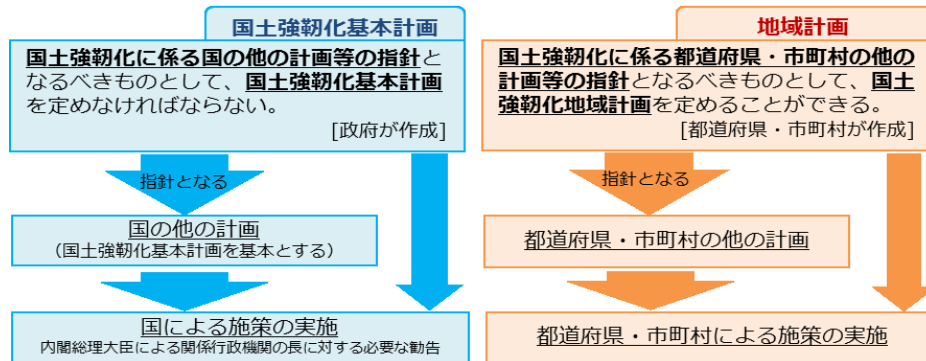 国土強靱化基本計画
国土強靱化に係る国の他の計画等の指針と
なるべきものとして、国土強靱化基本計画
を定めなければならない。
[政府が作成]
指針となる
国の他の計画
（国土強靱化基本計画を基本とする）
国による施策の実施
内閣総理大臣による関係行政機関の長に対する必要な勧告
地域計画
国土強靱化に係る都道府県・市町村の他の
計画等の指針となるべきものとして、国土
強靱化地域計画を定めることができる。
[都道府県・市町村が作成]
指針となる
都道府県・市町村の他の計画
都道府県・市町村による施策の実施